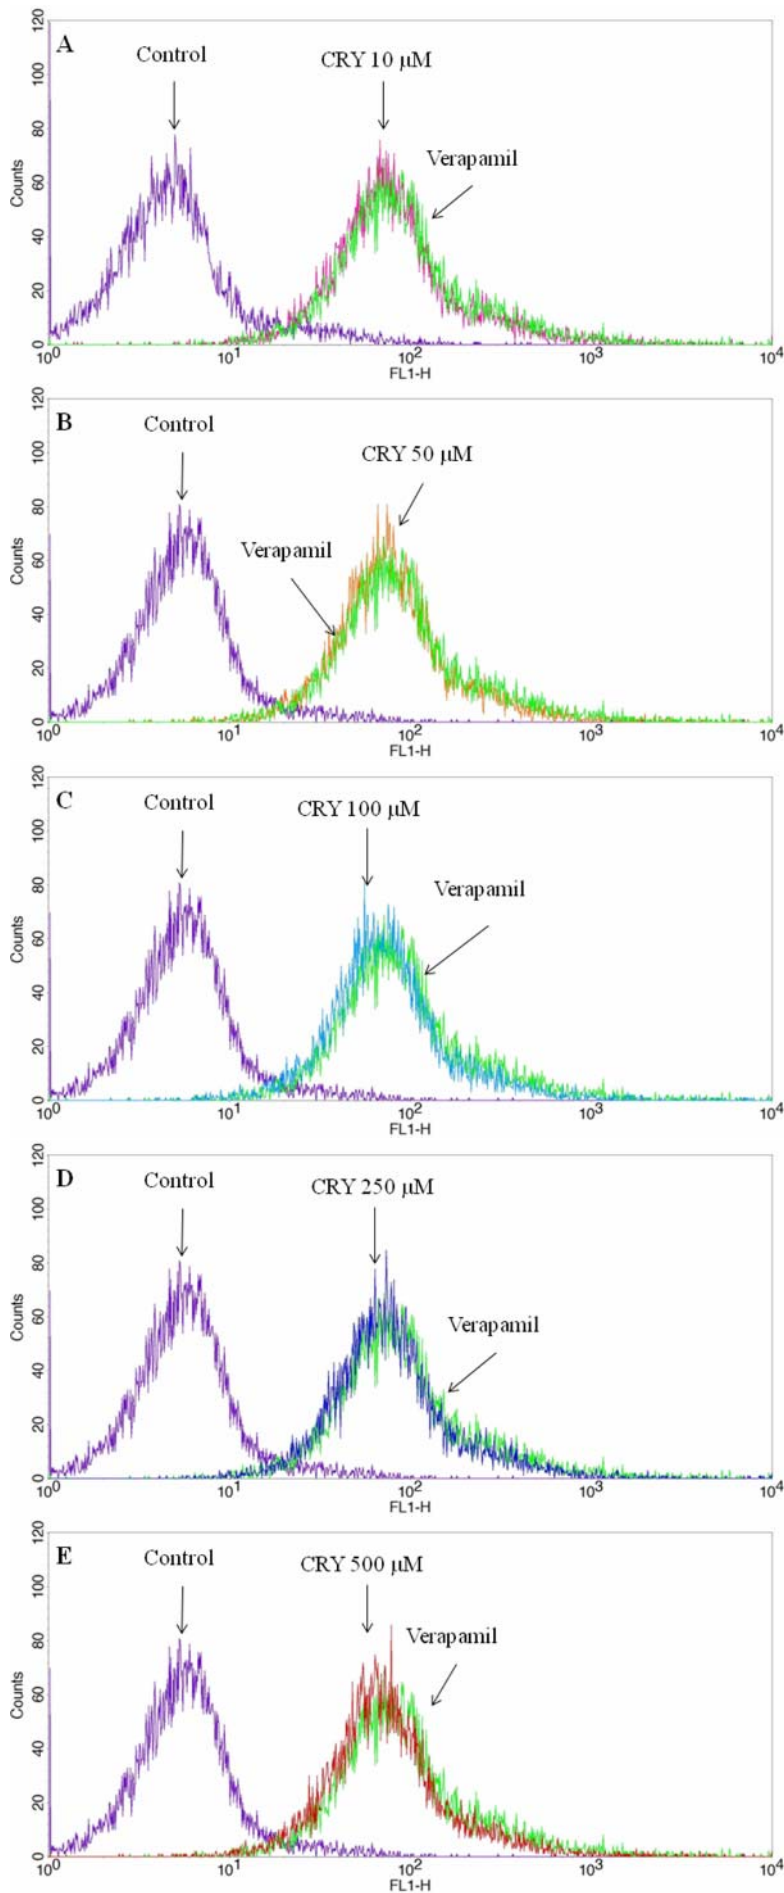 A
Control
CRY 10 μM
Verapamil
Counts
120
100
80
60
40
20
0
10⁰ 10¹ 10² 10³ 10⁴
FL1-H
B
Control
CRY 50 μM
Verapamil
Counts
120
100
80
60
40
20
0
10⁰ 10¹ 10² 10³ 10⁴
FL1-H
C
Control
CRY 100 μM
Verapamil
Counts
120
100
80
60
40
20
0
10⁰ 10¹ 10² 10³ 10⁴
FL1-H
D
Control
CRY 250 μM
Verapamil
Counts
120
100
80
60
40
20
0
10⁰ 10¹ 10² 10³ 10⁴
FL1-H
E
Control
CRY 500 μM
Verapamil
Counts
120
100
80
60
40
20
0
10⁰ 10¹ 10² 10³ 10⁴
FL1-H